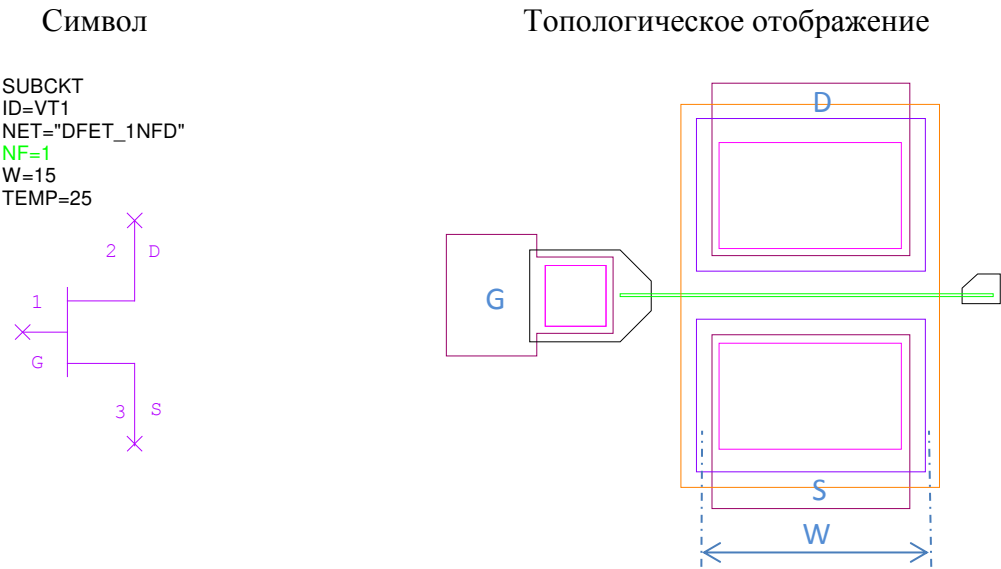 Символ
Топологическое отображение
SUBCKT
ID=VT1
NET="DFET_1NFD"
NF=1
W=15
TEMP=25
2 D
1
G
3 S
D
G
S
W